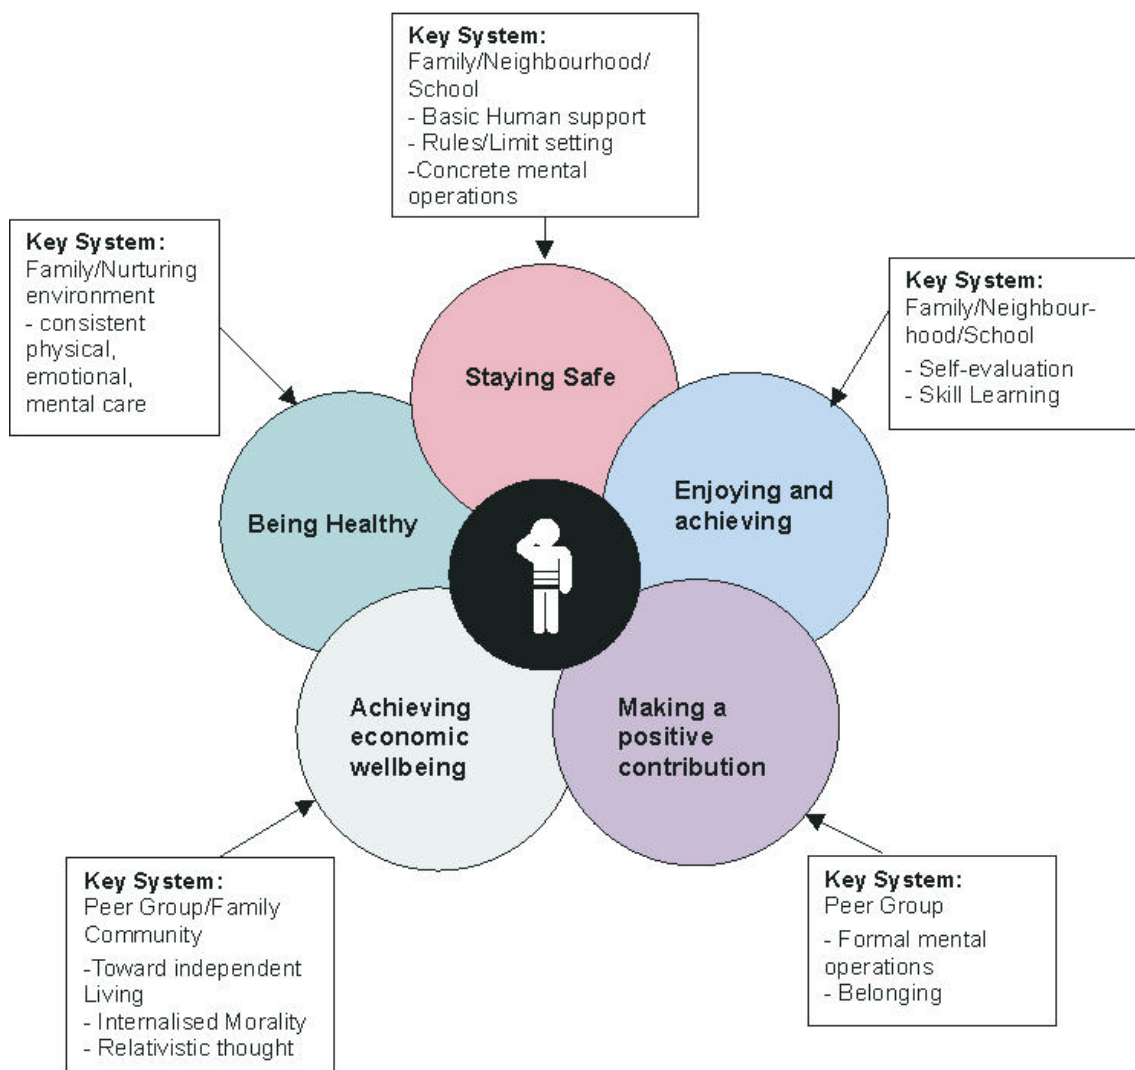 Key System:
Family/Neighbourhood/
School
- Basic Human support
- Rules/Limit setting
-Concrete mental
operations
Key System:
Family/Nurturing
environment
- consistent
physical,
emotional,
mental care
Key System:
Family/Neighbour-
hood/School
- Self-evaluation
- Skill Learning
Staying Safe
Being Healthy
Enjoying and
achieving
Achieving
economic
wellbeing
Making a
positive
contribution
Key System:
Peer Group/Family
Community
-Toward independent
Living
- Internalised Morality
- Relativistic thought
Key System:
Peer Group
- Formal mental
operations
- Belonging